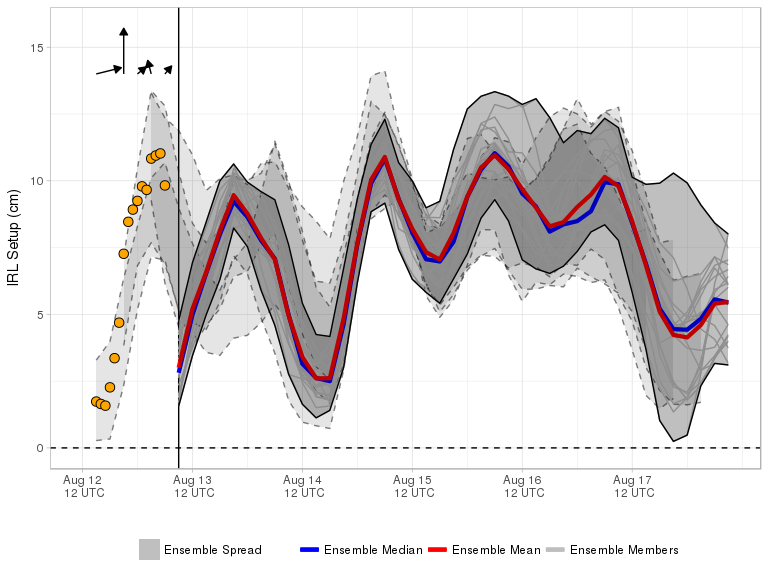 IRL Setup (cm)
15
10
5
0
Aug 12 Aug 13 Aug 14 Aug 15 Aug 16 Aug 17
12 UTC 12 UTC 12 UTC 12 UTC 12 UTC 12 UTC
Ensemble Spread Ensemble Median Ensemble Mean Ensemble Members